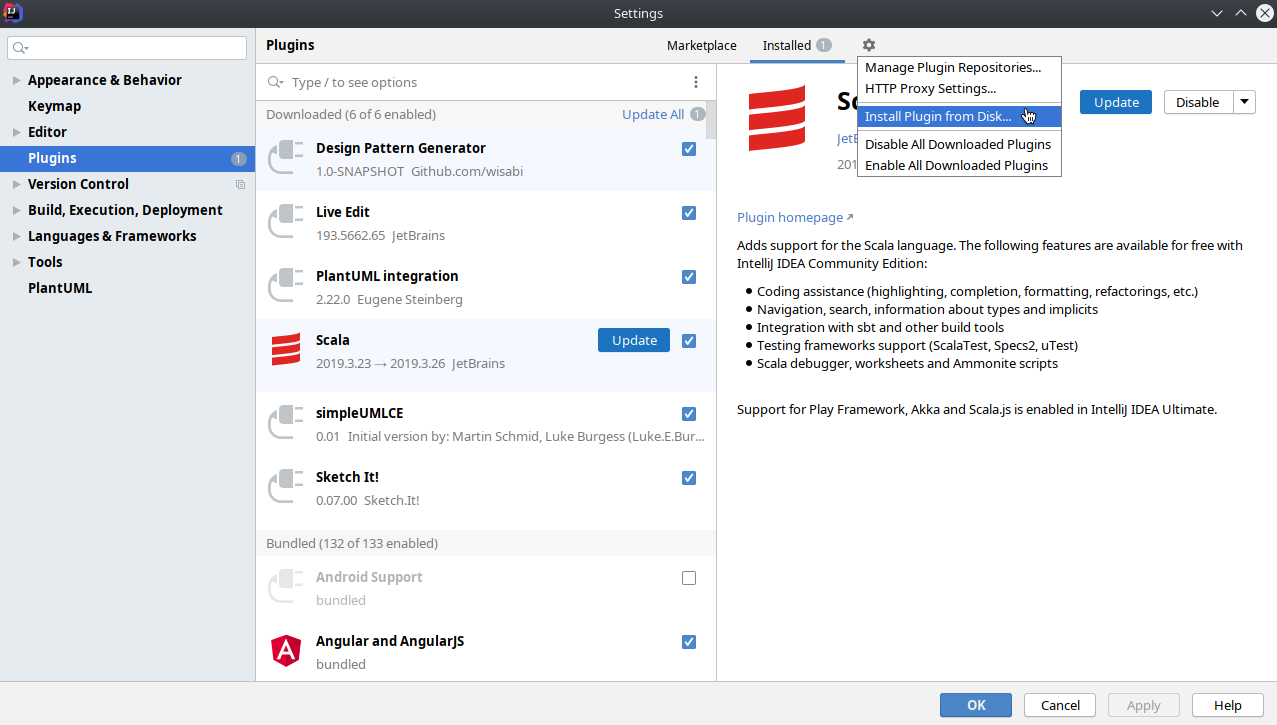 Settings
Plugins
Marketplace
Installed 1
Manage Plugin Repositories...
HTTP Proxy Settings...
Install Plugin from Disk...
Disable All Downloaded Plugins
Enable All Downloaded Plugins
Appearance & Behavior
Keymap
Editor
Plugins 1
Version Control
Build, Execution, Deployment
Languages & Frameworks
Tools
PlantUML
Type / to see options
Downloaded (6 of 6 enabled)
Update All 1
Design Pattern Generator
1.0-SNAPSHOT Github.com/wisabi
Live Edit
193.5662.65 JetBrains
PlantUML integration
2.22.0 Eugene Steinberg
Scala
Update
2019.3.23 → 2019.3.26 JetBrains
simpleUMLCE
0.01 Initial version by: Martin Schmid, Luke Burgess (Luke.E.Bur...
Sketch It!
0.07.00 Sketch.It!
Bundled (132 of 133 enabled)
Android Support
bundled
Angular and AngularJS
bundled
Update
Disable
Plugin homepage
Adds support for the Scala language. The following features are available for free with
IntelliJ IDEA Community Edition:
Coding assistance (highlighting, completion, formatting, refactorings, etc.)
Navigation, search, information about types and implicits
Integration with sbt and other build tools
Testing frameworks support (ScalaTest, Specs2, uTest)
Scala debugger, worksheets and Ammonite scripts
Support for Play Framework, Akka and Scala.js is enabled in IntelliJ IDEA Ultimate.
OK
Cancel
Apply
Help